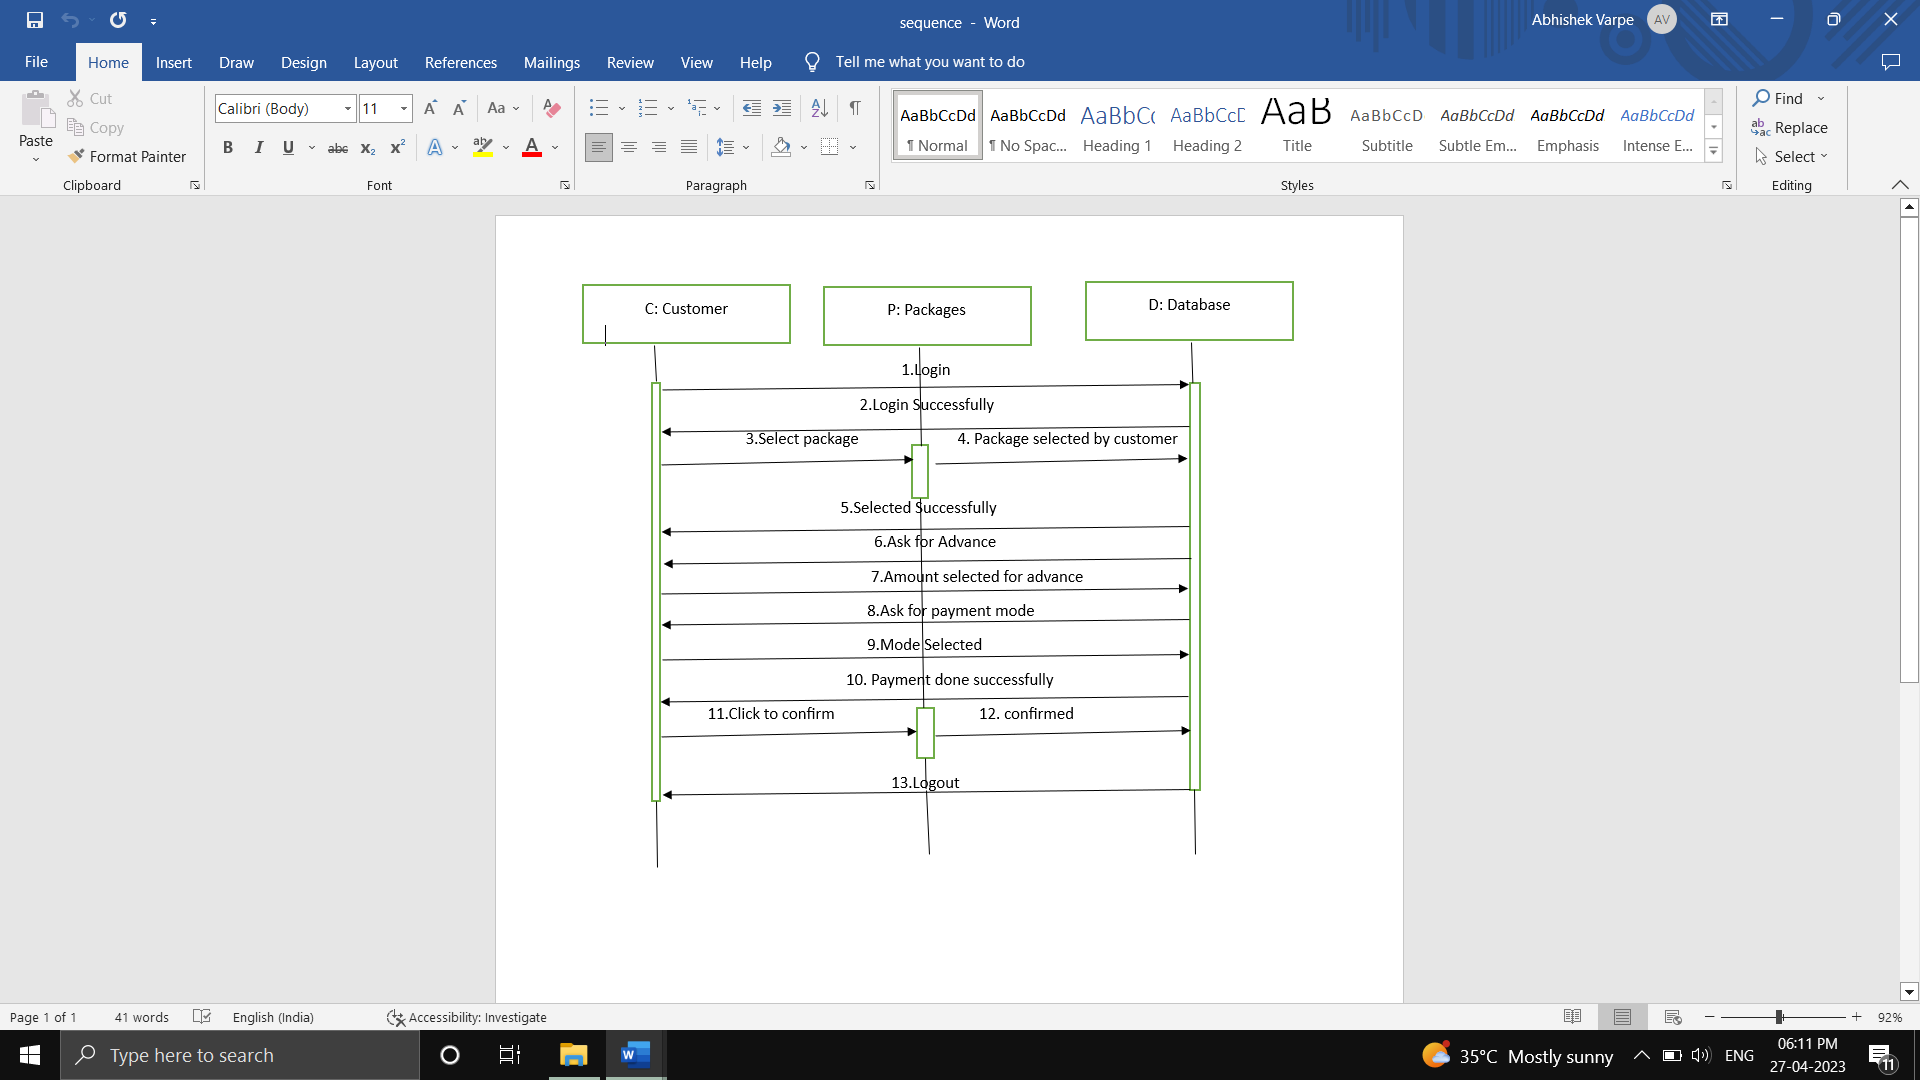 sequence - Word
Abhishek Varpe AV
File Home Insert Draw Design Layout References Mailings Review View Help Tell me what you want to do
Paste
Cut
Copy
Format Painter
Clipboard
Calibri (Body) 11
Font
Paragraph
AaBbCcDd AaBbCcDd AaBbCc AaBbCcD AaB AaBbCcD AaBbCcDd AaBbCcDd AaBbCcDd
¶ Normal ¶ No Spac... Heading 1 Heading 2 Title Subtitle Subtle Em... Emphasis Intense E...
Styles
Find
Replace
Select
Editing
C: Customer
P: Packages
D: Database
1.Login
2.Login Successfully
3.Select package
4. Package selected by customer
5.Selected Successfully
6.Ask for Advance
7.Amount selected for advance
8.Ask for payment mode
9.Mode Selected
10. Payment done successfully
11.Click to confirm
12. confirmed
13.Logout
Page 1 of 1 41 words English (India) Accessibility: Investigate 92%
Type here to search
35°C Mostly sunny
ENG
06:11 PM
27-04-2023
11